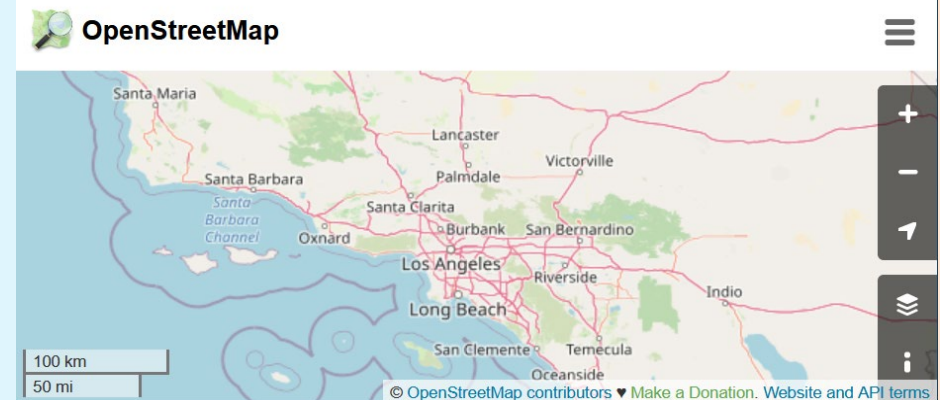 OpenStreetMap
Santa Maria
Lancaster
Victorville
Palmdale
Santa Barbara
Santa
Barbara
Channel
Santa Clarita
Oxnard
Burbank
San Bernardino
Los Angeles
Riverside
Indio
Long Beach
San Clemente
Temecula
Oceanside
100 km
50 mi
© OpenStreetMap contributors ♥ Make a Donation. Website and API terms